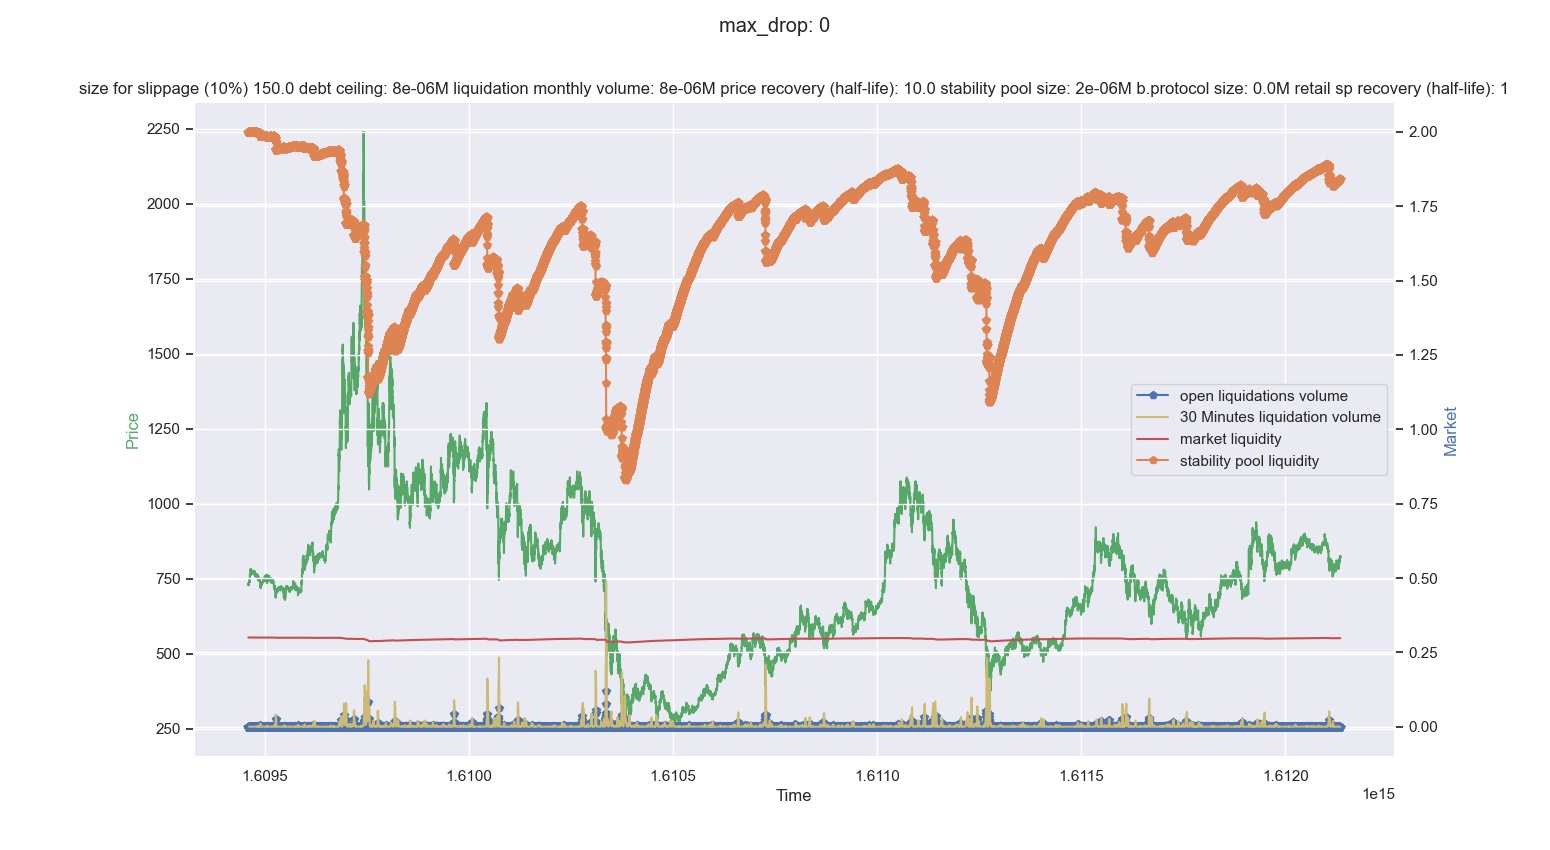 max_drop: 0
size for slippage (10%) 150.0 debt ceiling: 8e-06M liquidation monthly volume: 8e-06M price recovery (half-life): 10.0 stability pool size: 2e-06M b.protocol size: 0.0M retail sp recovery (half-life): 1
2250
2000
1750
1500
1250
1000
750
500
250
Price
2.00
1.75
1.50
1.25
1.00
0.75
0.50
0.25
0.00
Market
open liquidations volume
30 Minutes liquidation volume
market liquidity
stability pool liquidity
1.6095 1.6100 1.6105 1.6110 1.6115 1.6120
Time
1e15